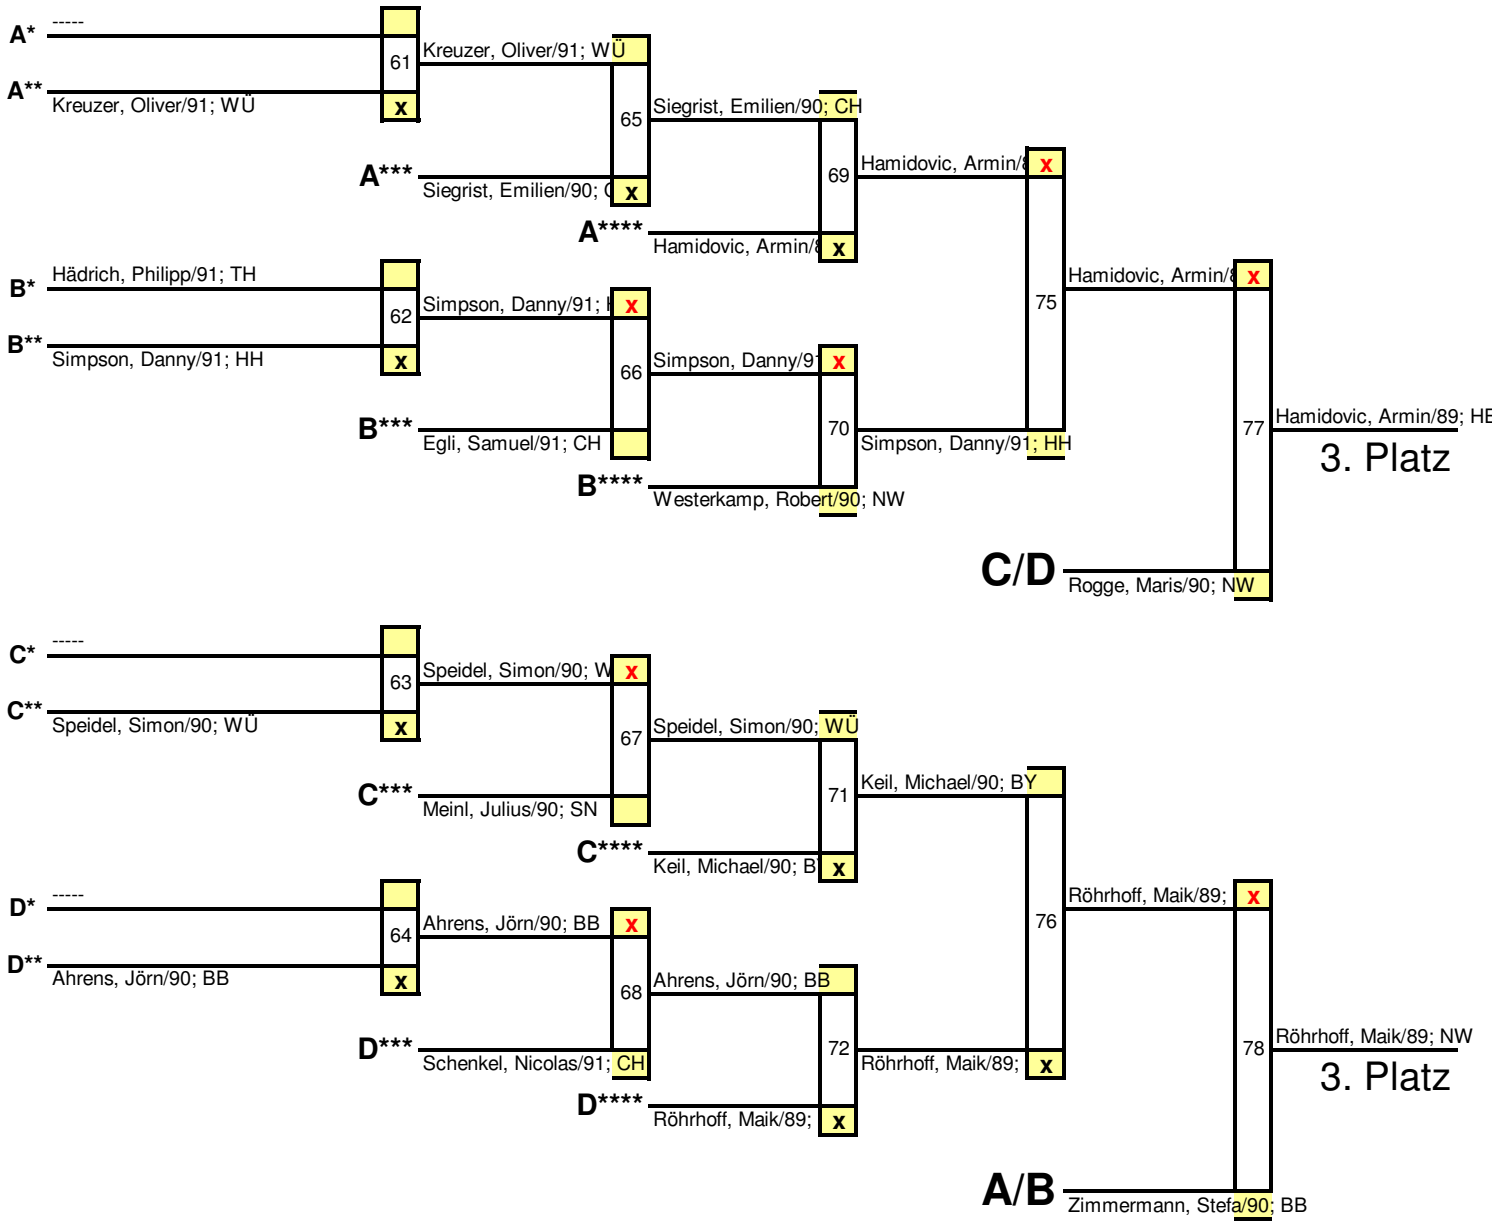 A* -----
61
Kreuzer, Oliver/91; WÜ
A** Kreuzer, Oliver/91; WÜ
x
65
Siegrist, Emilien/90; CH
A*** Siegrist, Emilien/90;
x
69
Hamidovic, Armin/
x
A**** Hamidovic, Armin/
x
B* Hädrich, Philipp/91; TH
62
Simpson, Danny/91;
x
B** Simpson, Danny/91; HH
x
66
Simpson, Danny/91
x
75
Hamidovic, Armin/
x
B*** Egli, Samuel/91; CH
70
Simpson, Danny/91; HH
B**** Westerkamp, Robert/90; NW
77
Hamidovic, Armin/89; HE
3. Platz
C/D Rogge, Maris/90; NW
C* -----
63
Speidel, Simon/90; W
x
C** Speidel, Simon/90; WÜ
x
67
Speidel, Simon/90; WÜ
C*** Meinl, Julius/90; SN
71
Keil, Michael/90; BY
C**** Keil, Michael/90; B
x
D* -----
64
Ahrens, Jörn/90; BB
x
76
Röhrhoff, Maik/89;
x
D** Ahrens, Jörn/90; BB
x
68
Ahrens, Jörn/90; BB
D*** Schenkel, Nicolas/91; CH
72
Röhrhoff, Maik/89;
x
78
Röhrhoff, Maik/89; NW
3. Platz
D**** Röhrhoff, Maik/89;
x
A/B Zimmermann, Stefa/90; BB